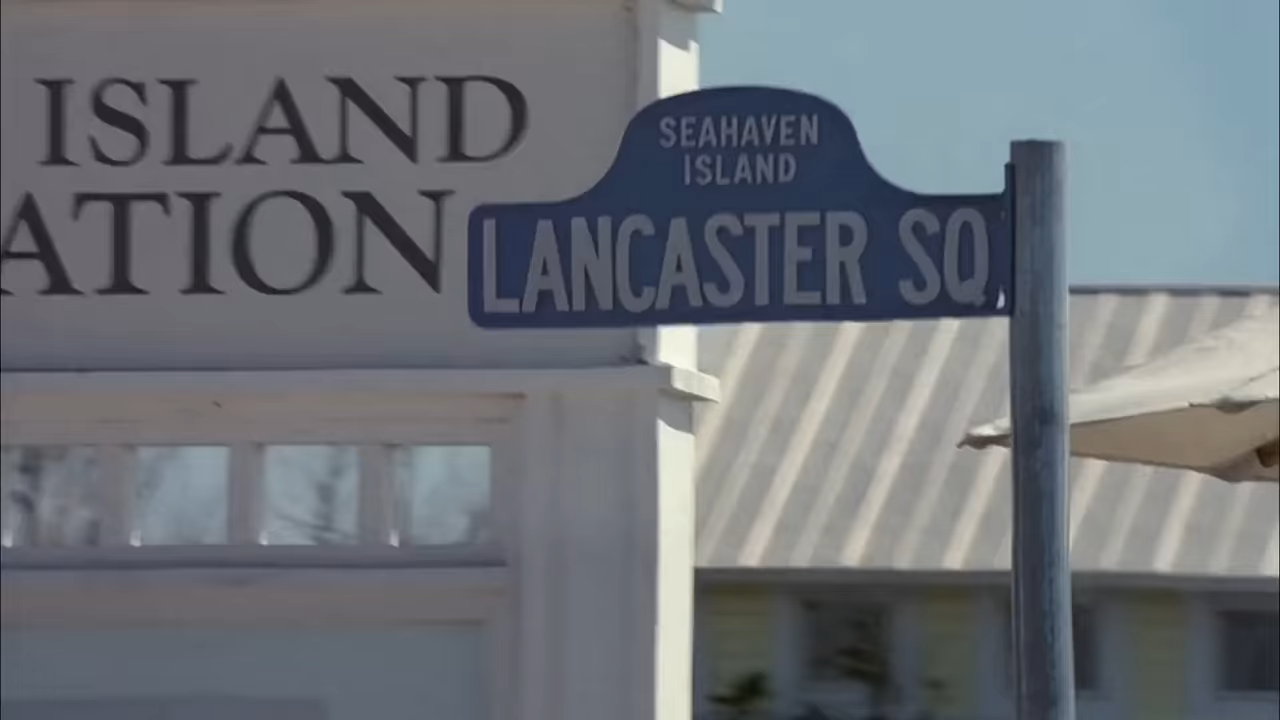 ISLAND
ATION
SEAHAVEN
ISLAND
LANCASTER SQ